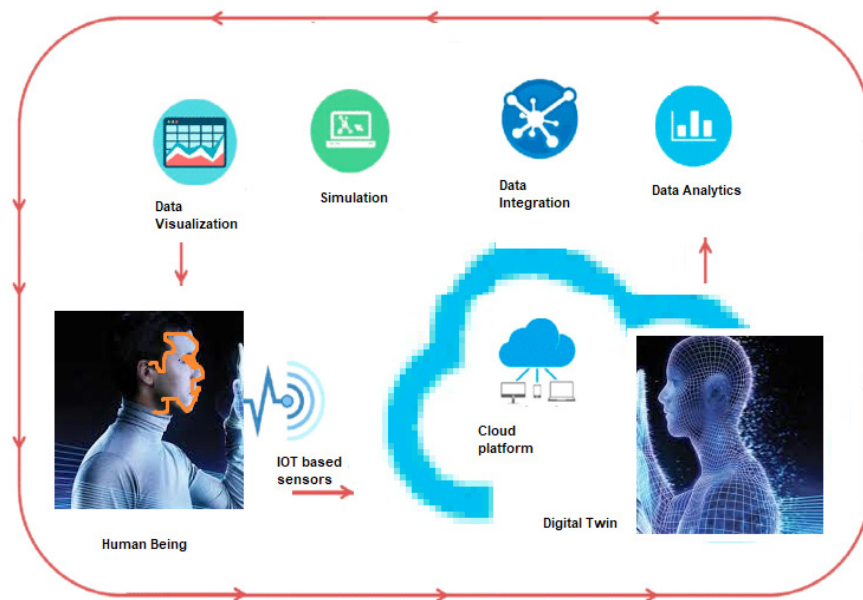 Data
Visualization
Simulation
Data
Integration
Data Analytics
IOT based
sensors
Cloud
platform
Digital Twin
Human Being